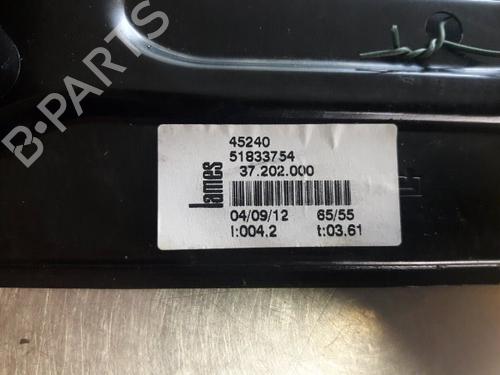 B-PARTS
lames
45240
51833754
37.202.000
04/09/12 65/55
l:004.2 t:03.61